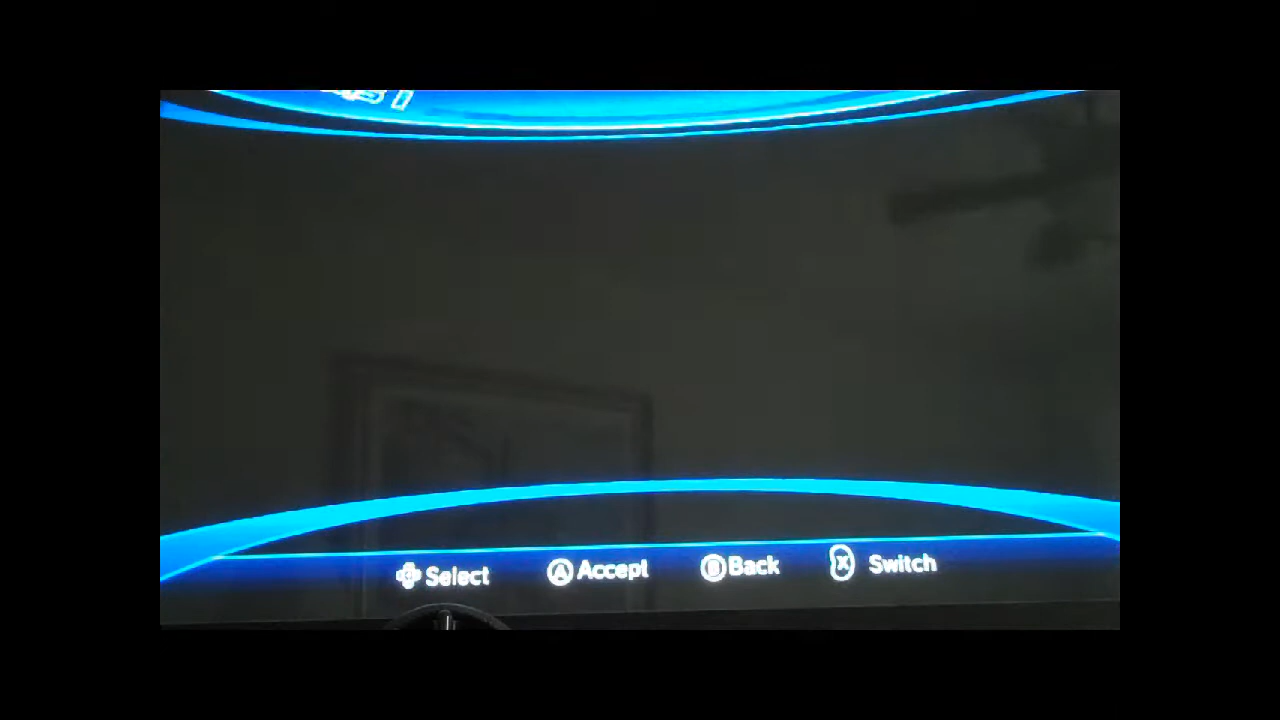 Select Ⓐ Accept Ⓑ Back Ⓧ Switch